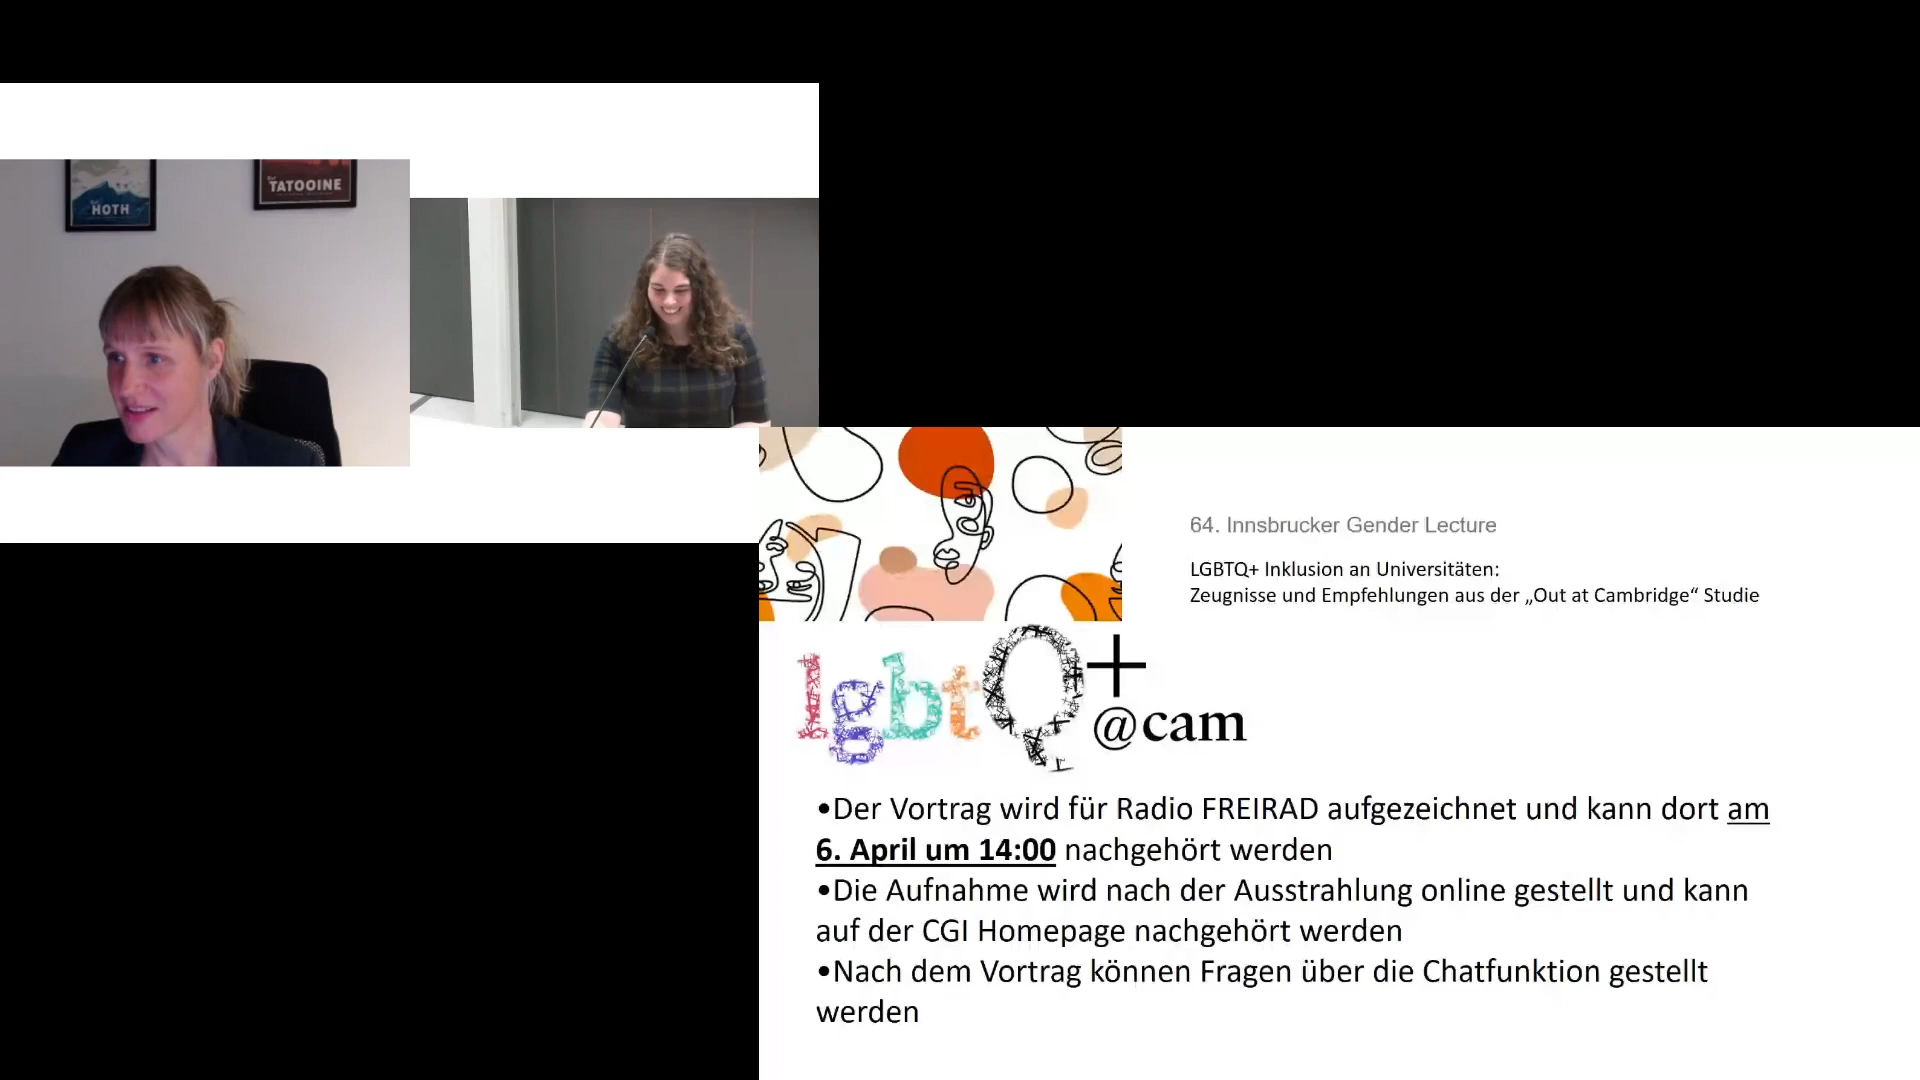 HOTH
TATOOINE
64. Innsbrucker Gender Lecture
LGBTQ+ Inklusion an Universitäten:
Zeugnisse und Empfehlungen aus der „Out at Cambridge“ Studie
lgbtQ+
@cam
•Der Vortrag wird für Radio FREIRAD aufgezeichnet und kann dort am
6. April um 14:00 nachgehört werden
•Die Aufnahme wird nach der Ausstrahlung online gestellt und kann
auf der CGI Homepage nachgehört werden
•Nach dem Vortrag können Fragen über die Chatfunktion gestellt
werden